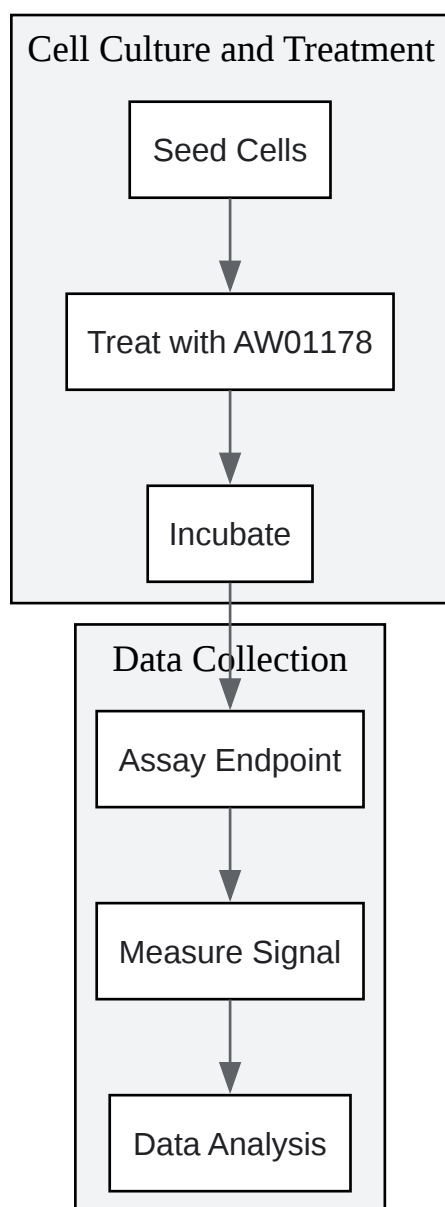 Cell Culture and Treatment
Seed Cells
Treat with AW01178
Incubate
Data Collection
Assay Endpoint
Measure Signal
Data Analysis